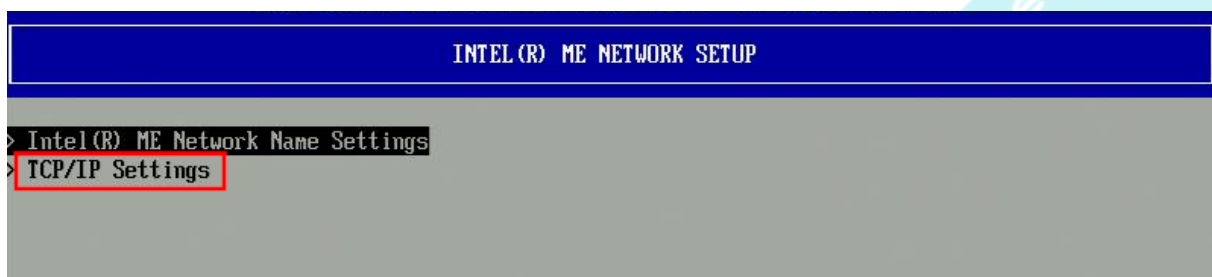 INTEL(R) ME NETWORK SETUP
> Intel(R) ME Network Name Settings
> TCP/IP Settings